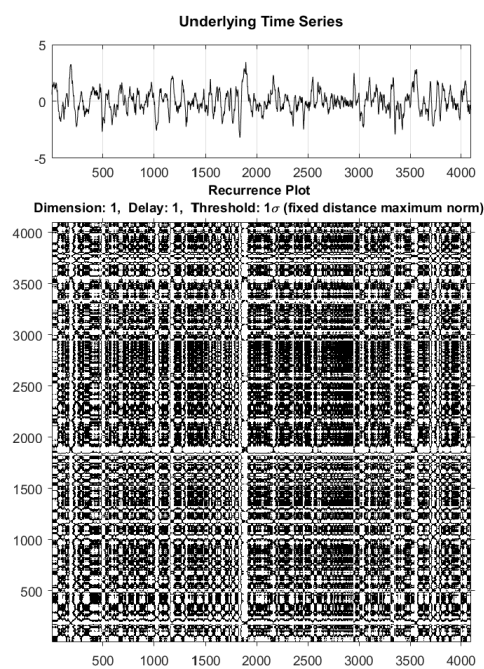 Underlying Time Series
5
0
-5
500 1000 1500 2000 2500 3000 3500 4000
Recurrence Plot
Dimension: 1, Delay: 1, Threshold: 1σ (fixed distance maximum norm)
4000
3500
3000
2500
2000
1500
1000
500
500 1000 1500 2000 2500 3000 3500 4000